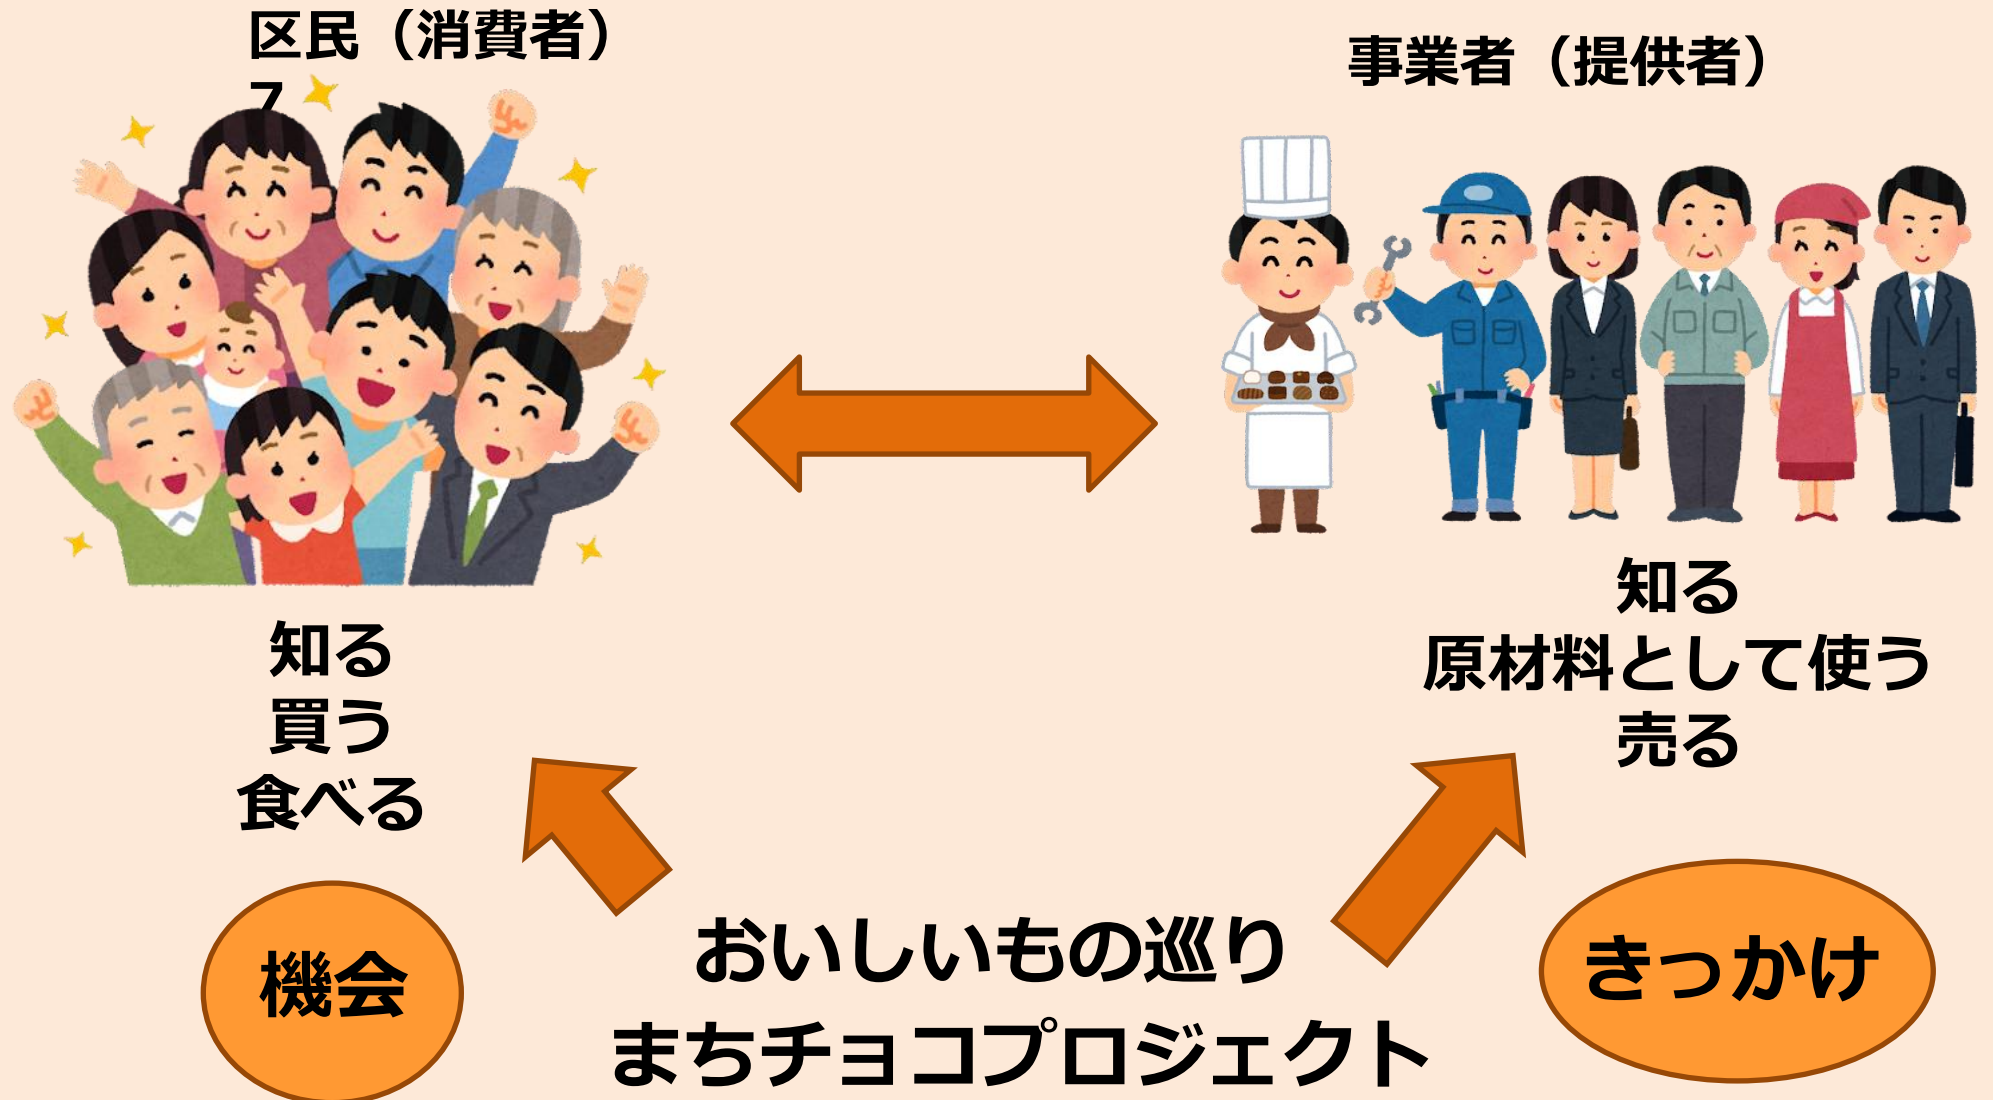 区民（消費者）
7
事業者（提供者）
知る
買う
食べる
知る
原材料として使う
売る
機会
おいしいもの巡り
まちチョコプロジェクト
きっかけ